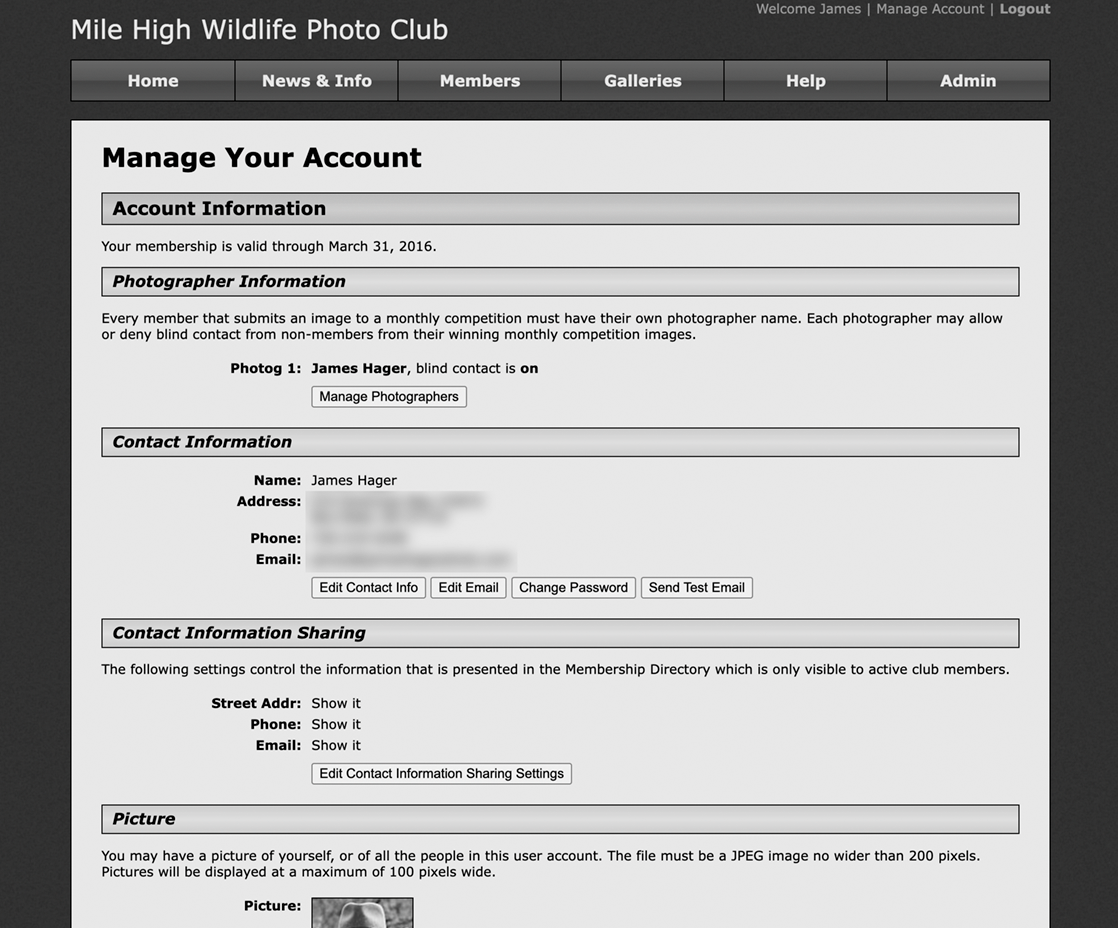 Welcome James | Manage Account | Logout
Mile High Wildlife Photo Club
Home News & Info Members Galleries Help Admin
Manage Your Account
Account Information
Your membership is valid through March 31, 2016.
Photographer Information
Every member that submits an image to a monthly competition must have their own photographer name. Each photographer may allow
or deny blind contact from non-members from their winning monthly competition images.
Photog 1: James Hager, blind contact is on
Manage Photographers
Contact Information
Name: James Hager
Address:
Phone:
Email:
Edit Contact Info Edit Email Change Password Send Test Email
Contact Information Sharing
The following settings control the information that is presented in the Membership Directory which is only visible to active club members.
Street Addr: Show it
Phone: Show it
Email: Show it
Edit Contact Information Sharing Settings
Picture
You may have a picture of yourself, or of all the people in this user account. The file must be a JPEG image no wider than 200 pixels.
Pictures will be displayed at a maximum of 100 pixels wide.
Picture: